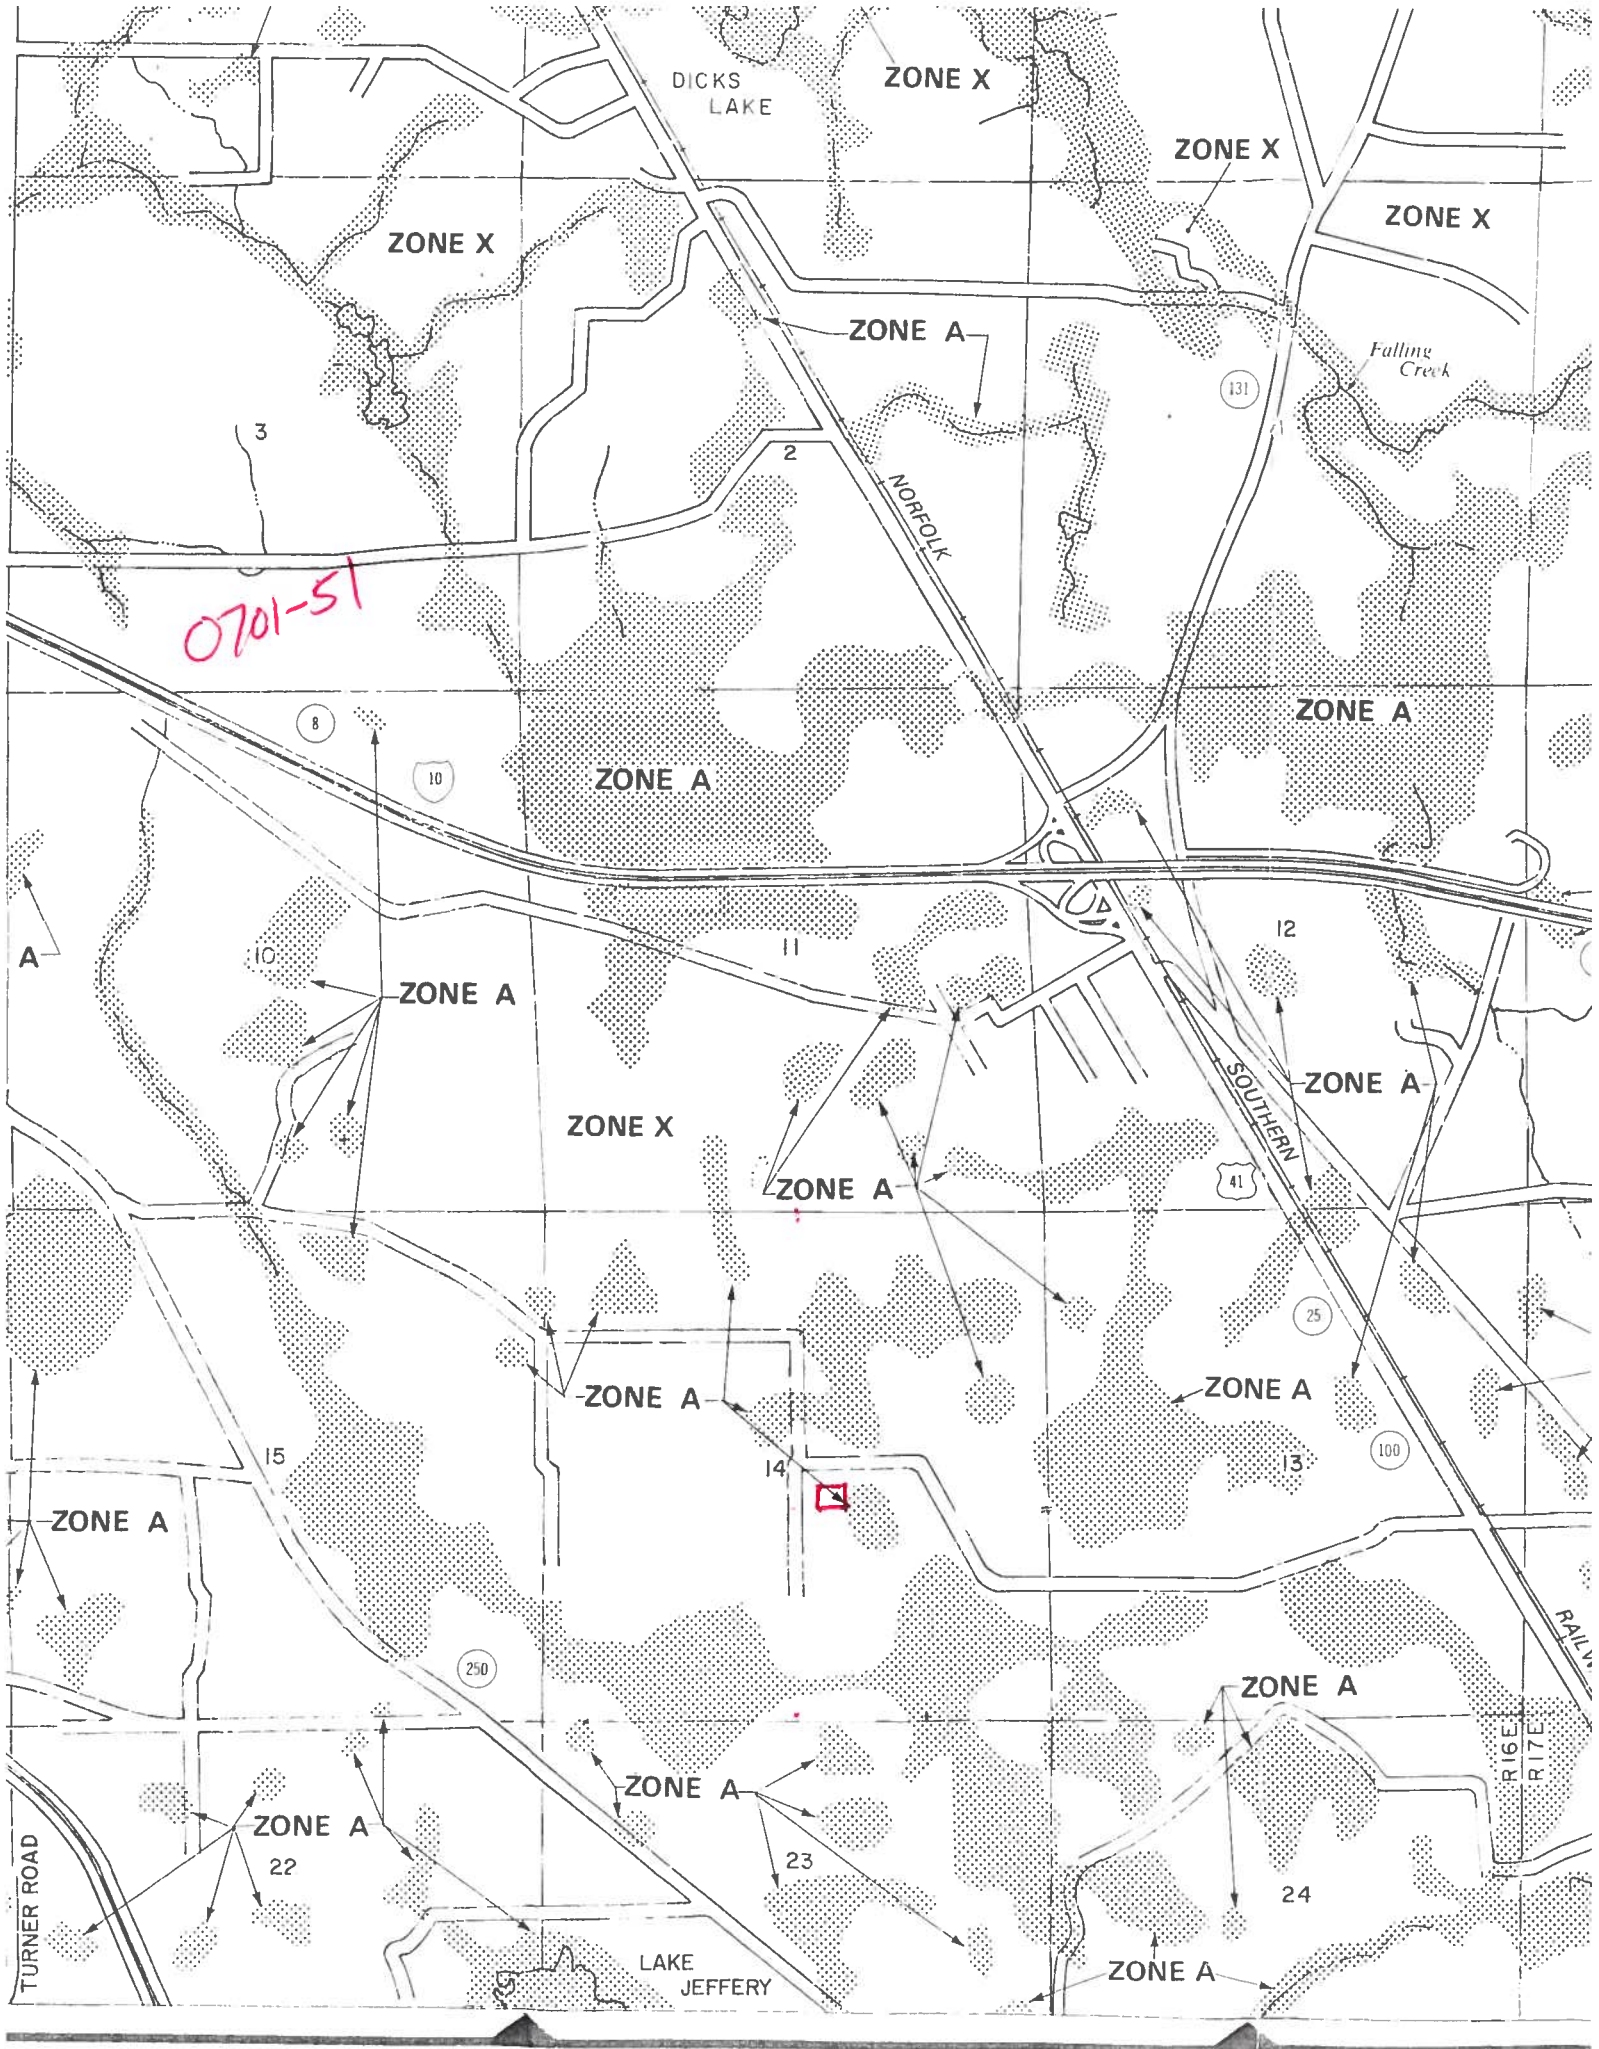 DICKS
LAKE
ZONE X
ZONE X
ZONE X
ZONE X
ZONE A
Falling
Creek
131
3
2
NORFOLK
0701-51
8
ZONE A
10
ZONE A
12
11
A
10
ZONE A
ZONE A
SOUTHERN
ZONE X
41
ZONE A
25
ZONE A
ZONE A
15
100
14
13
ZONE A
RAILW
250
ZONE A
R16E
R17E
ZONE A
ZONE A
TURNER ROAD
22
23
24
LAKE
JEFFERY
ZONE A